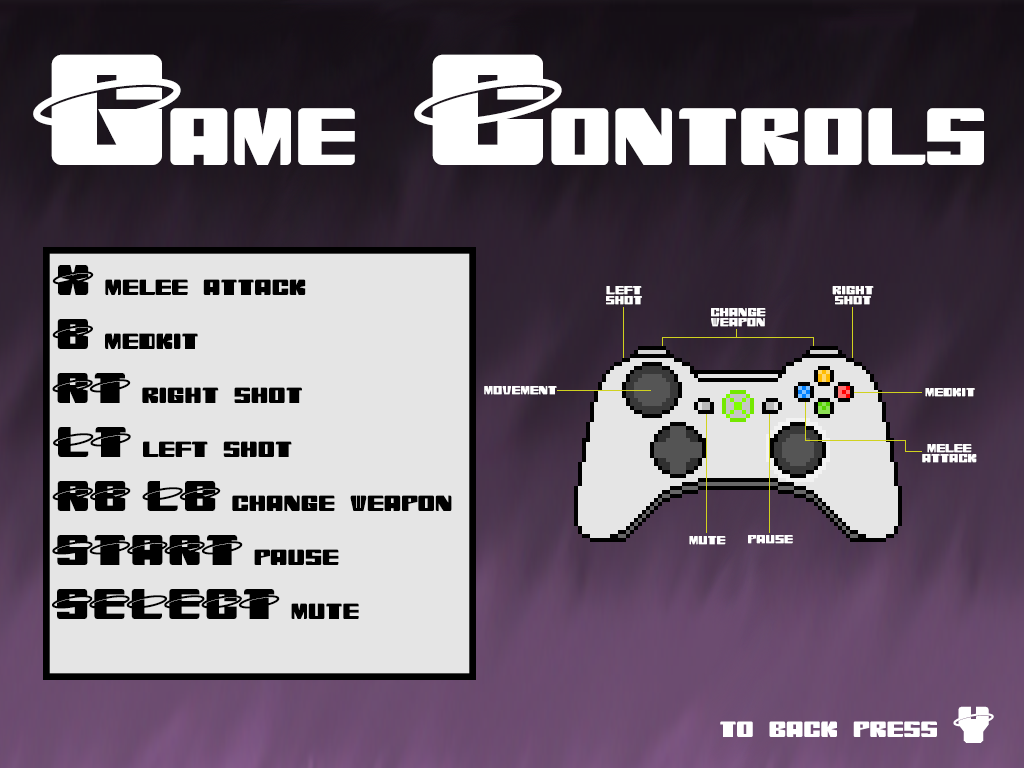 GAME CONTROLS
X MELEE ATTACK
B MEDKIT
RT RIGHT SHOT
LT LEFT SHOT
RB LB CHANGE WEAPON
START PAUSE
SELECT MUTE
LEFT
SHOT
RIGHT
SHOT
CHANGE
WEAPON
MOVEMENT
MEDKIT
MELEE
ATTACK
MUTE
PAUSE
TO BACK PRESS Y